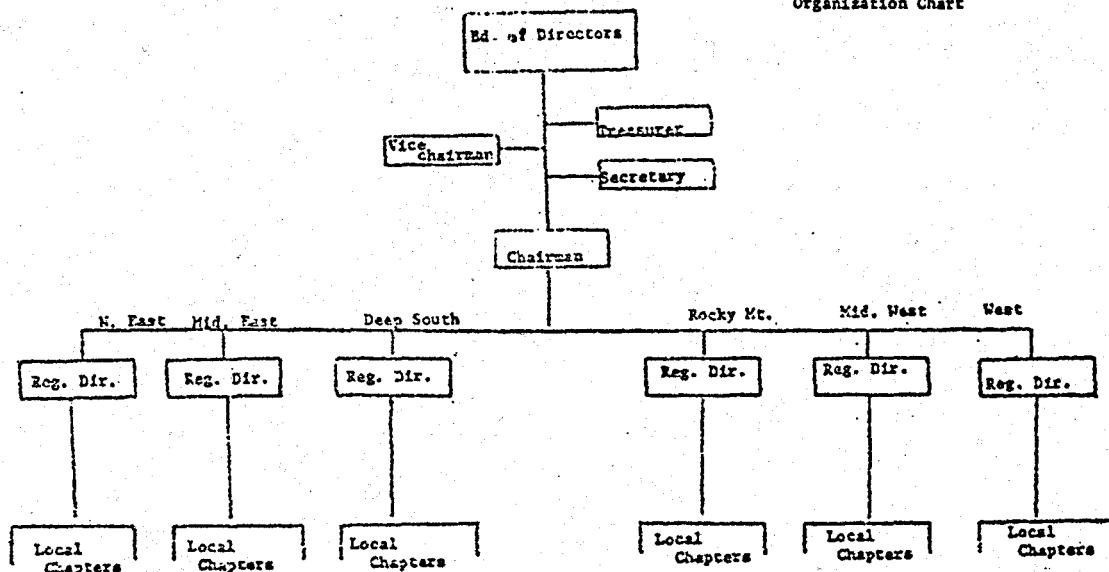 Organization Chart
Bd. of Directors
Treasurer
Vice
Chairman
Secretary
Chairman
N. East Mid. East Deep South Rocky Mt. Mid. West West
Reg. Dir. Reg. Dir. Reg. Dir. Reg. Dir. Reg. Dir. Reg. Dir.
Local Local Local Local Local Local
Chapters Chapters Chapters Chapters Chapters Chapters